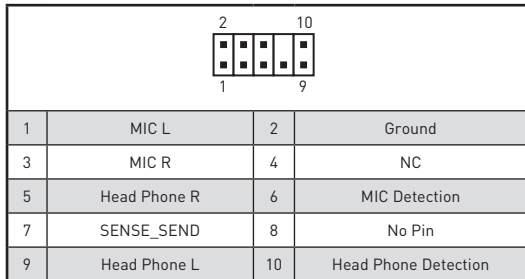 2 10
1 9
1 MIC L 2 Ground
3 MIC R 4 NC
5 Head Phone R 6 MIC Detection
7 SENSE_SEND 8 No Pin
9 Head Phone L 10 Head Phone Detection